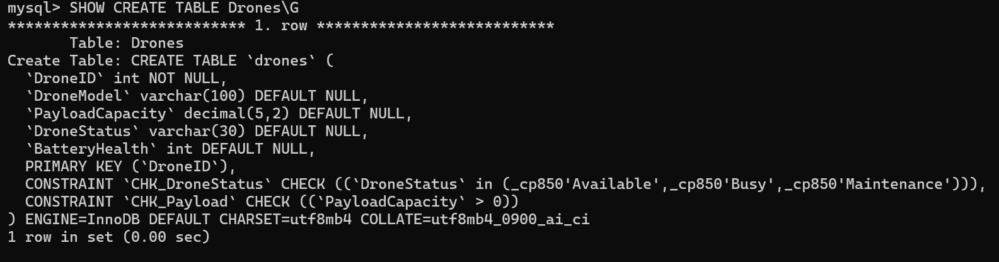 mysql> SHOW CREATE TABLE Drones\G
*************************** 1. row ***************************
       Table: Drones
Create Table: CREATE TABLE `drones` (
  `DroneID` int NOT NULL,
  `DroneModel` varchar(100) DEFAULT NULL,
  `PayloadCapacity` decimal(5,2) DEFAULT NULL,
  `DroneStatus` varchar(30) DEFAULT NULL,
  `BatteryHealth` int DEFAULT NULL,
  PRIMARY KEY (`DroneID`),
  CONSTRAINT `CHK_DroneStatus` CHECK ((`DroneStatus` in (_cp850'Available',_cp850'Busy',_cp850'Maintenance'))),
  CONSTRAINT `CHK_Payload` CHECK ((`PayloadCapacity` > 0))
) ENGINE=InnoDB DEFAULT CHARSET=utf8mb4 COLLATE=utf8mb4_0900_ai_ci
1 row in set (0.00 sec)